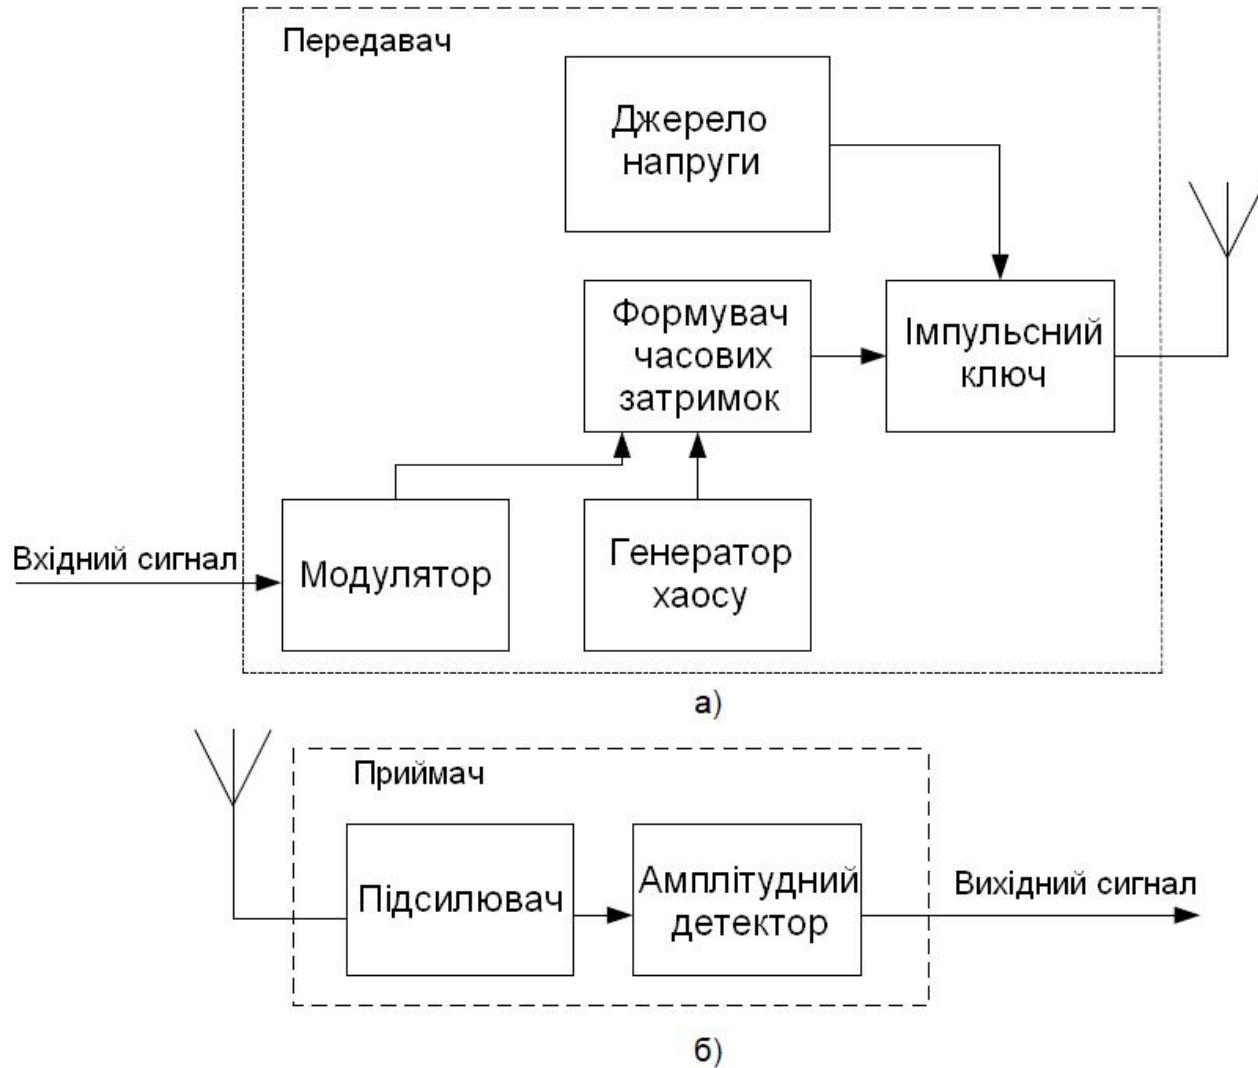 Передавач
Джерело
напруги
Формувач
часових
затримок
Імпульсний
ключ
Вхідний сигнал
Модулятор
Генератор
хаосу
а)
Приймач
Підсилювач
Амплітудний
детектор
Вихідний сигнал
б)